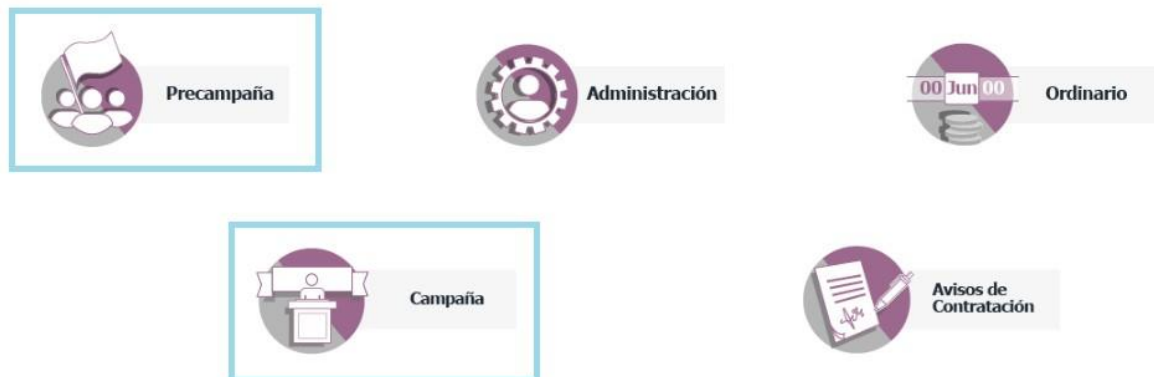 Precampaña
Administración
00 Jun 00
Ordinario
Campaña
Avisos de
Contratación